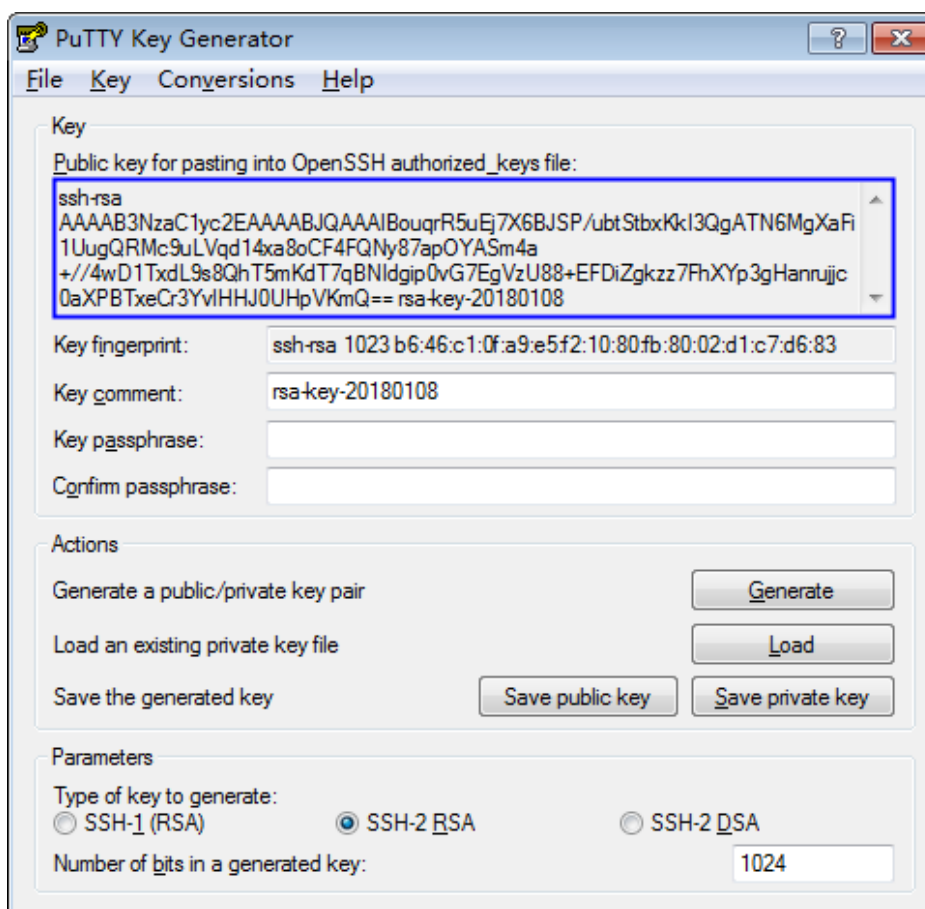 PuTTY Key Generator
File Key Conversions Help
Key
Public key for pasting into OpenSSH authorized_keys file:
ssh-rsa
AAAAB3NzaC1yc2EAAAABJQAAAIBouqrR5uEj7X6BJSP/ubtStbxKkI3QgATN6MgXaFi
1UugQRMc9uLVqd14xa8oCF4FQNy87apOYASm4a
+//4wD1TxdL9s8QhT5mKdT7qBNIdgip0vG7EgVzU88+EFDiZgkzz7FhXYp3gHanrujjc
0aXPBTxeCr3YvIHHJ0UHpVKmQ== rsa-key-20180108
Key fingerprint: ssh-rsa 1023 b6:46:c1:0f:a9:e5:f2:10:80:fb:80:02:d1:c7:d6:83
Key comment: rsa-key-20180108
Key passphrase:
Confirm passphrase:
Actions
Generate a public/private key pair Generate
Load an existing private key file Load
Save the generated key Save public key Save private key
Parameters
Type of key to generate:
SSH-1 (RSA) SSH-2 RSA SSH-2 DSA
Number of bits in a generated key: 1024